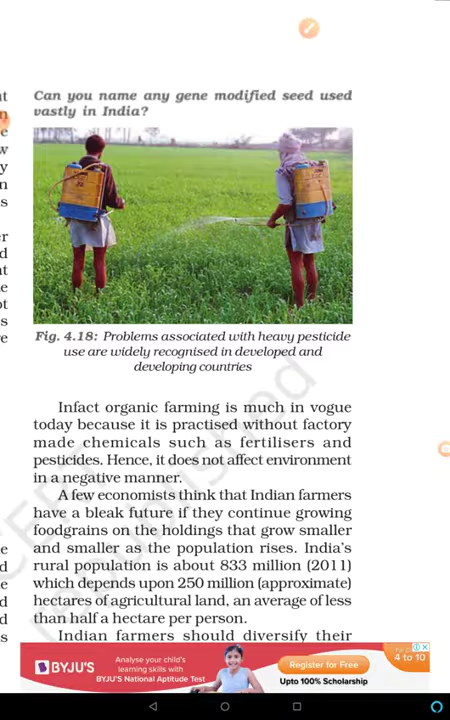 Can you name any gene modified seed used
vastly in India?
Fig. 4.18: Problems associated with heavy pesticide
use are widely recognised in developed and
developing countries
Infact organic farming is much in vogue
today because it is practised without factory
made chemicals such as fertilisers and
pesticides. Hence, it does not affect environment
in a negative manner.
A few economists think that Indian farmers
have a bleak future if they continue growing
foodgrains on the holdings that grow smaller
and smaller as the population rises. India's
rural population is about 833 million (2011)
which depends upon 250 million (approximate)
hectares of agricultural land, an average of less
than half a hectare per person.
Indian farmers should diversify their
BYJU'S
Analyse your child's
learning skills with
BYJU'S National Aptitude Test
Register for Free
Upto 100% Scholarship
4 to 10